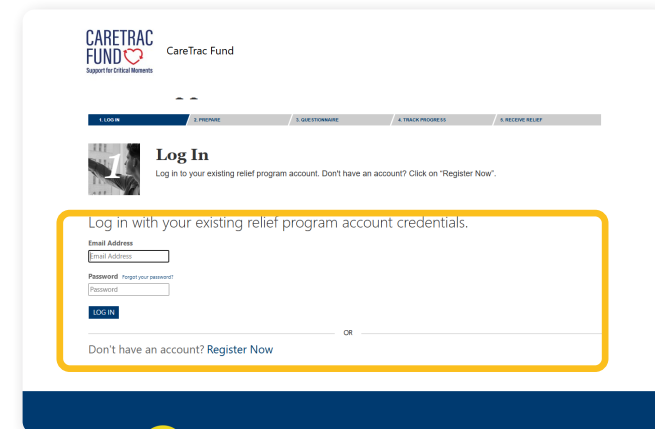 CARETRAC
FUND
Support for Critical Moments
CareTrac Fund
1. LOG IN
2. PREPARE
3. QUESTIONNAIRE
4. TRACK PROGRESS
5. RECEIVE RELIEF
1
Log In
Log in to your existing relief program account. Don't have an account? Click on "Register Now".
Log in with your existing relief program account credentials.
Email Address
Email Address
Password Forgot your password?
Password
LOG IN
OR
Don't have an account? Register Now